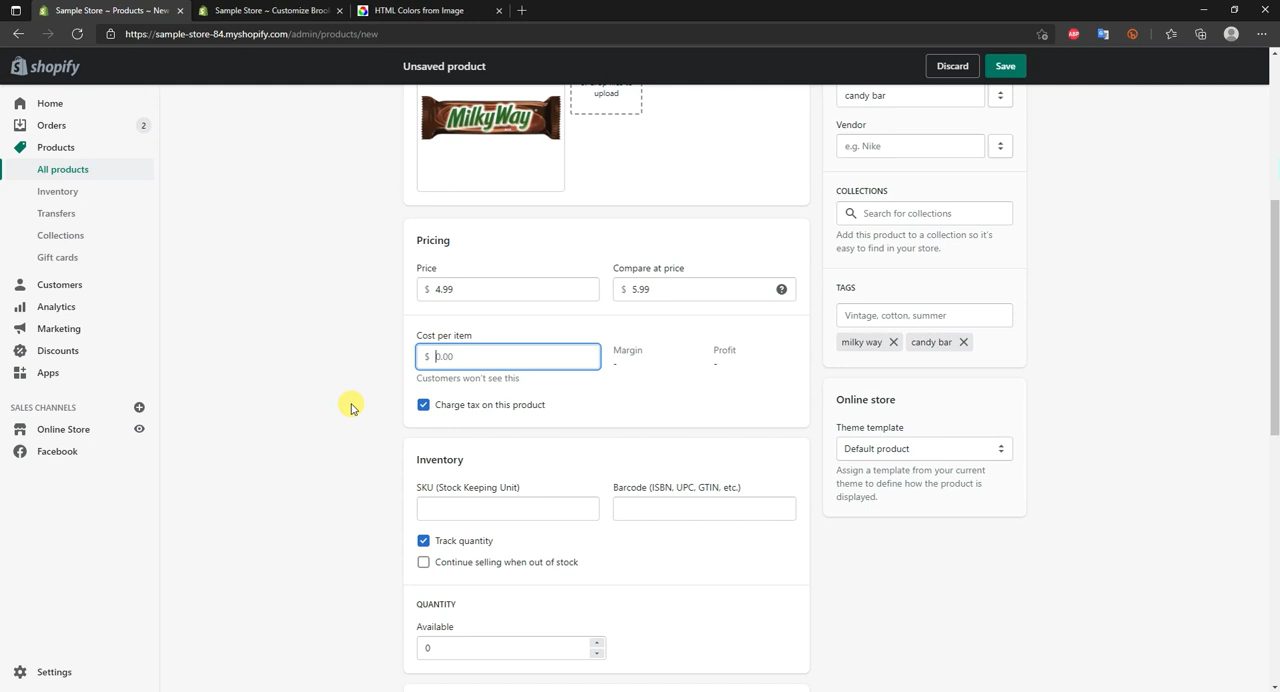 Sample Store ~ Products ~ New
Sample Store ~ Customize Brook
HTML Colors from Image
https://sample-store-84.myshopify.com/admin/products/new
ABP
shopify
Unsaved product
Discard
Save
Home
Orders
2
Products
All products
Inventory
Transfers
Collections
Gift cards
Customers
Analytics
Marketing
Discounts
Apps
SALES CHANNELS
Online Store
Facebook
Settings
MilkyWay
upload
Pricing
Price
Compare at price
$ 4.99
$ 5.99
Cost per item
$ 0.00
Margin
-
Profit
-
Customers won't see this
Charge tax on this product
Inventory
SKU (Stock Keeping Unit)
Barcode (ISBN, UPC, GTIN, etc.)
Track quantity
Continue selling when out of stock
QUANTITY
Available
0
candy bar
Vendor
e.g. Nike
COLLECTIONS
Search for collections
Add this product to a collection so it's
easy to find in your store.
TAGS
Vintage, cotton, summer
milky way
candy bar
Online store
Theme template
Default product
Assign a template from your current
theme to define how the product is
displayed.